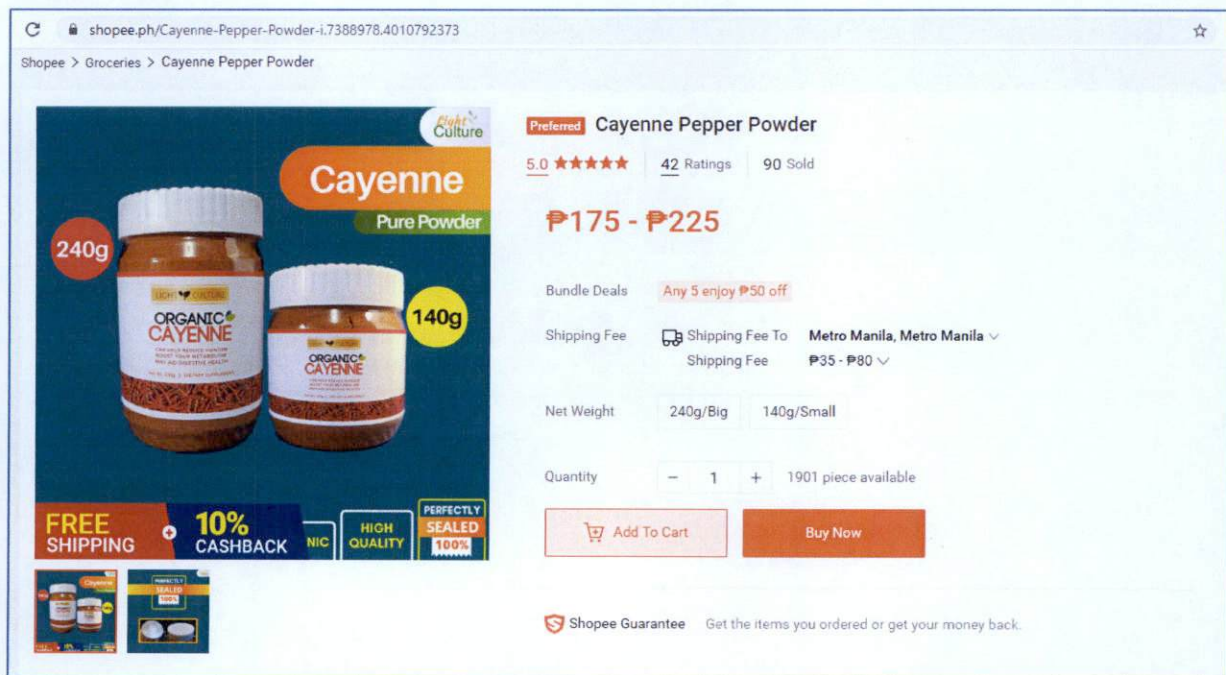 shopee.ph/Cayenne-Pepper-Powder-i.7388978.4010792373
Shopee > Groceries > Cayenne Pepper Powder
Light Culture
Cayenne
Pure Powder
240g
140g
LIGHT CULTURE
ORGANIC
CAYENNE
ORGANIC
CAYENNE
FREE
SHIPPING
+
10%
CASHBACK
NIC
HIGH
QUALITY
PERFECTLY
SEALED
100%
Preferred Cayenne Pepper Powder
5.0 ★★★★★ 42 Ratings 90 Sold
₱175 - ₱225
Bundle Deals Any 5 enjoy ₱50 off
Shipping Fee Shipping Fee To Metro Manila, Metro Manila
Shipping Fee ₱35 - ₱80
Net Weight 240g/Big 140g/Small
Quantity − 1 + 1901 piece available
Add To Cart Buy Now
Shopee Guarantee Get the items you ordered or get your money back.